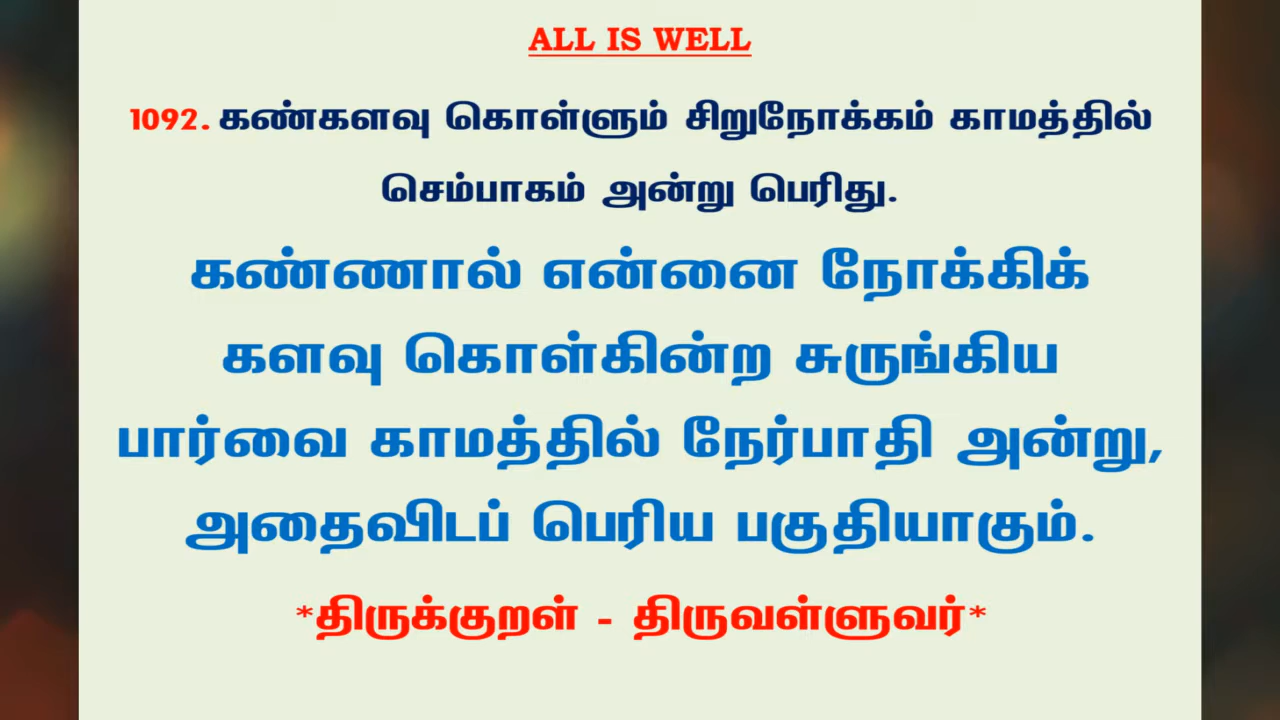 ALL IS WELL
1092. கண்களவு கொள்ளும் சிறுநோக்கம் காமத்தில்
செம்பாகம் அன்று பெரிது.
கண்ணால் என்னை நோக்கிக்
களவு கொள்கின்ற சுருங்கிய
பார்வை காமத்தில் நேர்பாதி அன்று,
அதைவிடப் பெரிய பகுதியாகும்.
*திருக்குறள் - திருவள்ளுவர்*